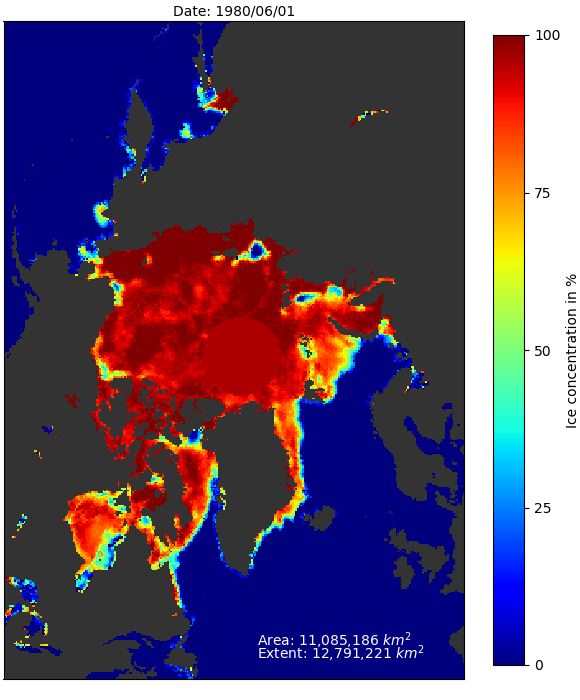 Date: 1980/06/01
100
75
50
25
0
Ice concentration in %
Area: 11,085,186 km²
Extent: 12,791,221 km²